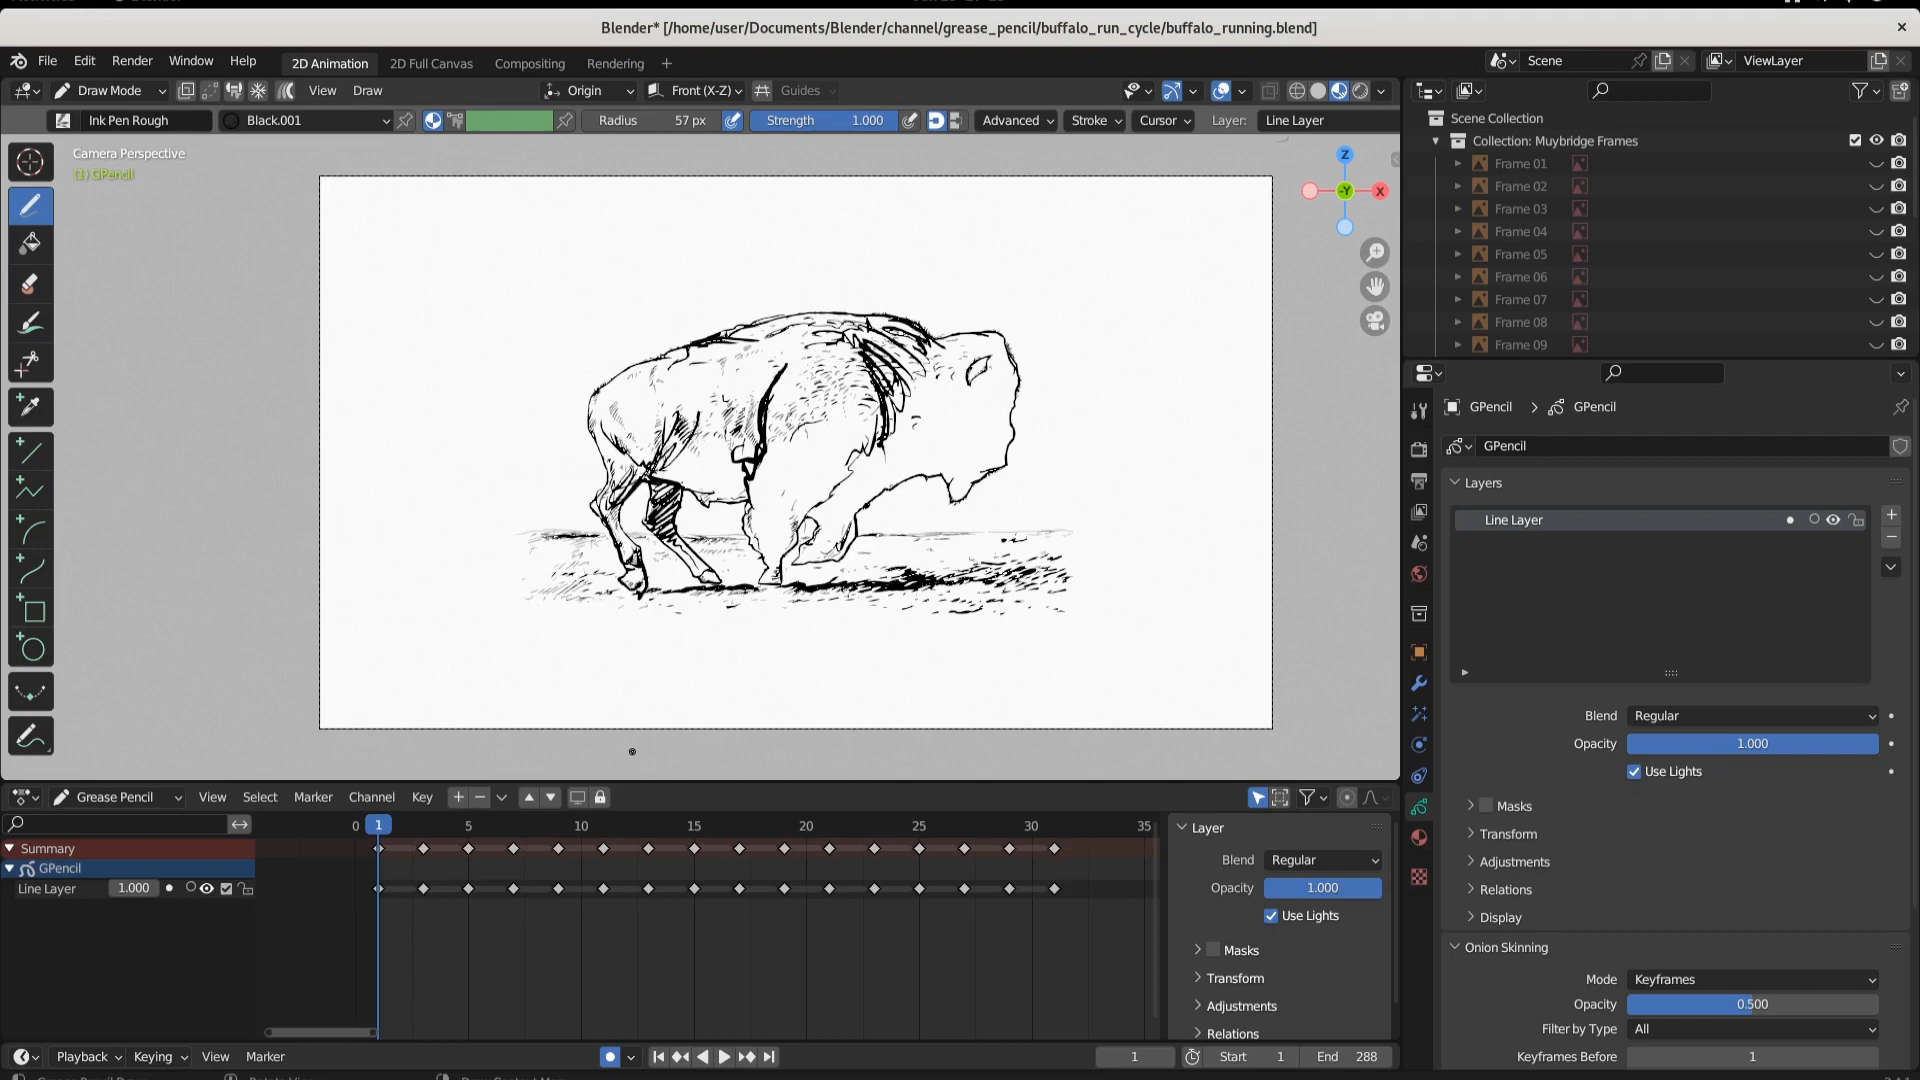 Blender* [/home/user/Documents/Blender/channel/grease_pencil/buffalo_run_cycle/buffalo_running.blend]
File Edit Render Window Help 2D Animation 2D Full Canvas Compositing Rendering + Scene ViewLayer
Draw Mode View Draw Origin Front (X-Z) Guides
Ink Pen Rough Black.001 Radius 57 px Strength 1.000 Advanced Stroke Cursor Layer: Line Layer
Camera Perspective
(1) GPencil
Z
-Y X
Scene Collection
Collection: Muybridge Frames
Frame 01
Frame 02
Frame 03
Frame 04
Frame 05
Frame 06
Frame 07
Frame 08
Frame 09
GPencil > GPencil
GPencil
Layers
Line Layer
Blend Regular
Opacity 1.000
Use Lights
Masks
Transform
Adjustments
Relations
Display
Onion Skinning
Mode Keyframes
Opacity 0.500
Filter by Type All
Keyframes Before 1
Grease Pencil View Select Marker Channel Key
0 1 5 10 15 20 25 30 35
Summary
GPencil
Line Layer 1.000
Layer
Blend Regular
Opacity 1.000
Use Lights
Masks
Transform
Adjustments
Relations
Playback Keying View Marker 1 Start 1 End 288